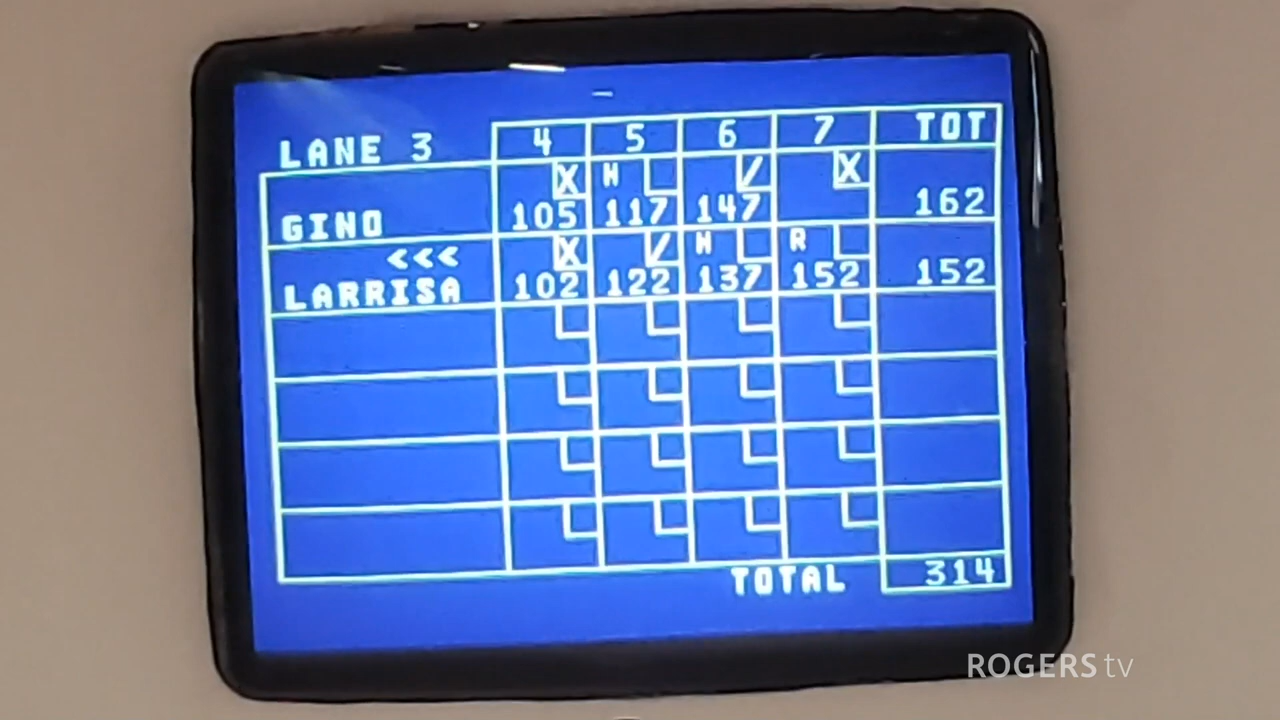 LANE 3 4 5 6 7 TOT
X H / X
GINO 105 117 147 162
<<< X / H R
LARRISA 102 122 137 152 152
TOTAL 314
ROGERS tv